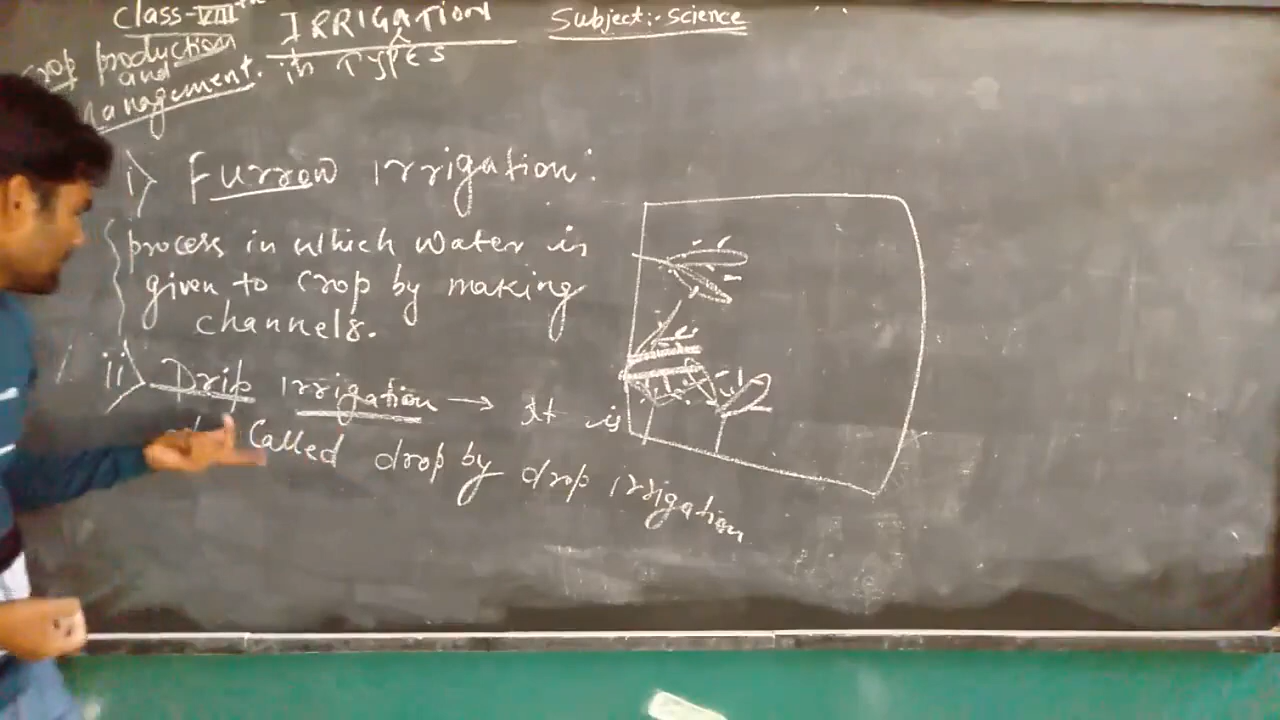 Class-VIIIth
IRRIGATION
in TYPES
Subject:- Science
crop production
and
Management.
i) Furrow irrigation:
process in which water is
given to crop by making
channels.
ii) Drip irrigation → It is
called drop by drop irrigation